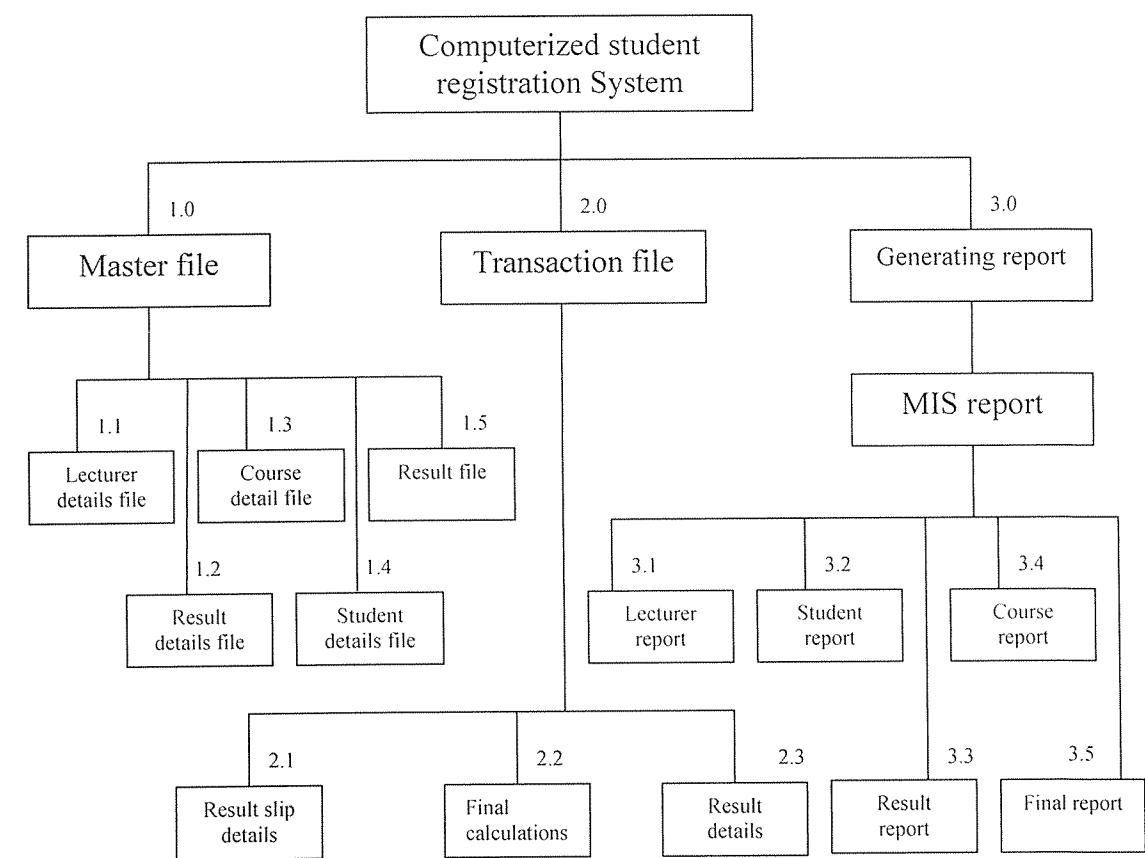 Computerized student
registration System
1.0
2.0
3.0
Master file
Transaction file
Generating report
MIS report
1.1
1.3
1.5
Lecturer
details file
Course
detail file
Result file
1.2
1.4
Result
details file
Student
details file
3.1
3.2
3.4
Lecturer
report
Student
report
Course
report
2.1
2.2
2.3
3.3
3.5
Result slip
details
Final
calculations
Result
details
Result
report
Final report